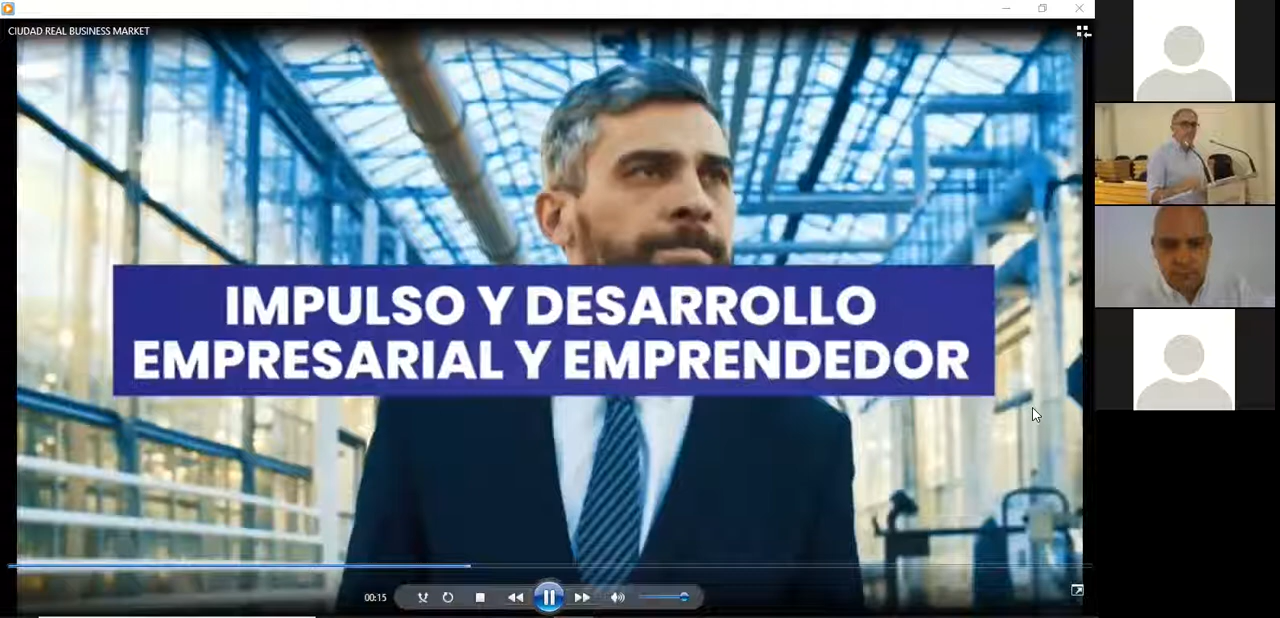 CIUDAD REAL BUSINESS MARKET
IMPULSO Y DESARROLLO
EMPRESARIAL Y EMPRENDEDOR
00:15